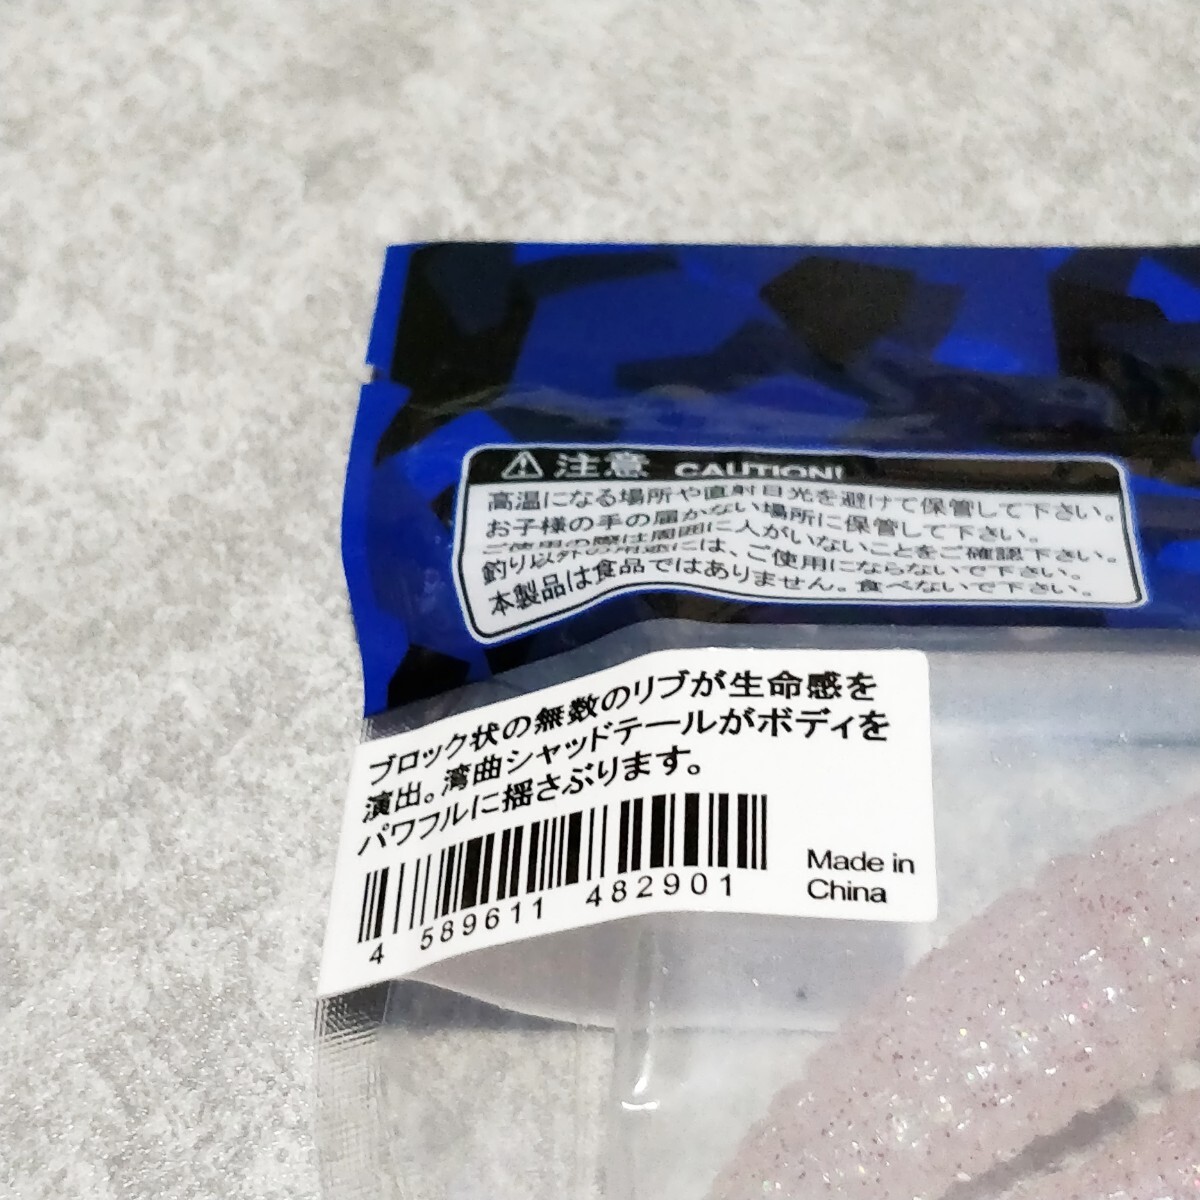 注意 CAUTION!
高温になる場所や直射日光を避けて保管して下さい。
お子様の手の届かない場所に保管して下さい。
ご使用の際は周囲に人がいないことをご確認下さい。
釣り以外の用途には、ご使用にならないで下さい。
本製品は食品ではありません。食べないで下さい。
ブロック状の無数のリブが生命感を
演出。湾曲シャッドテールがボディを
パワフルに揺さぶります。
4 589611 482901
Made in
China